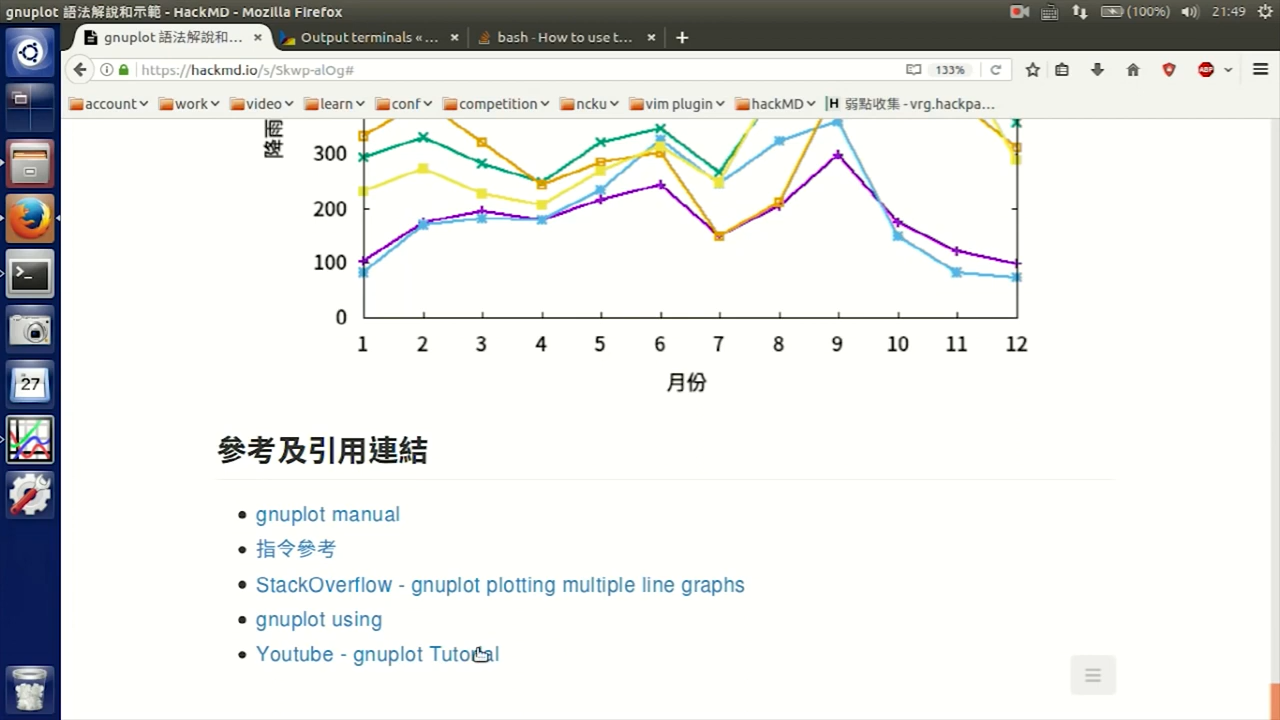 gnuplot 語法解說和示範 - HackMD - Mozilla Firefox
(100%)
21:49
gnuplot 語法解說和... ×
Output terminals «... ×
bash - How to use t... ×
https://hackmd.io/s/Skwp-alOg#
133%
ABP
account
work
video
learn
conf
competition
ncku
vim plugin
hackMD
H 弱點收集 - vrg.hackpa...
降雨
300
200
100
0
1 2 3 4 5 6 7 8 9 10 11 12
月份
27
參考及引用連結
gnuplot manual
指令參考
StackOverflow - gnuplot plotting multiple line graphs
gnuplot using
Youtube - gnuplot Tutorial